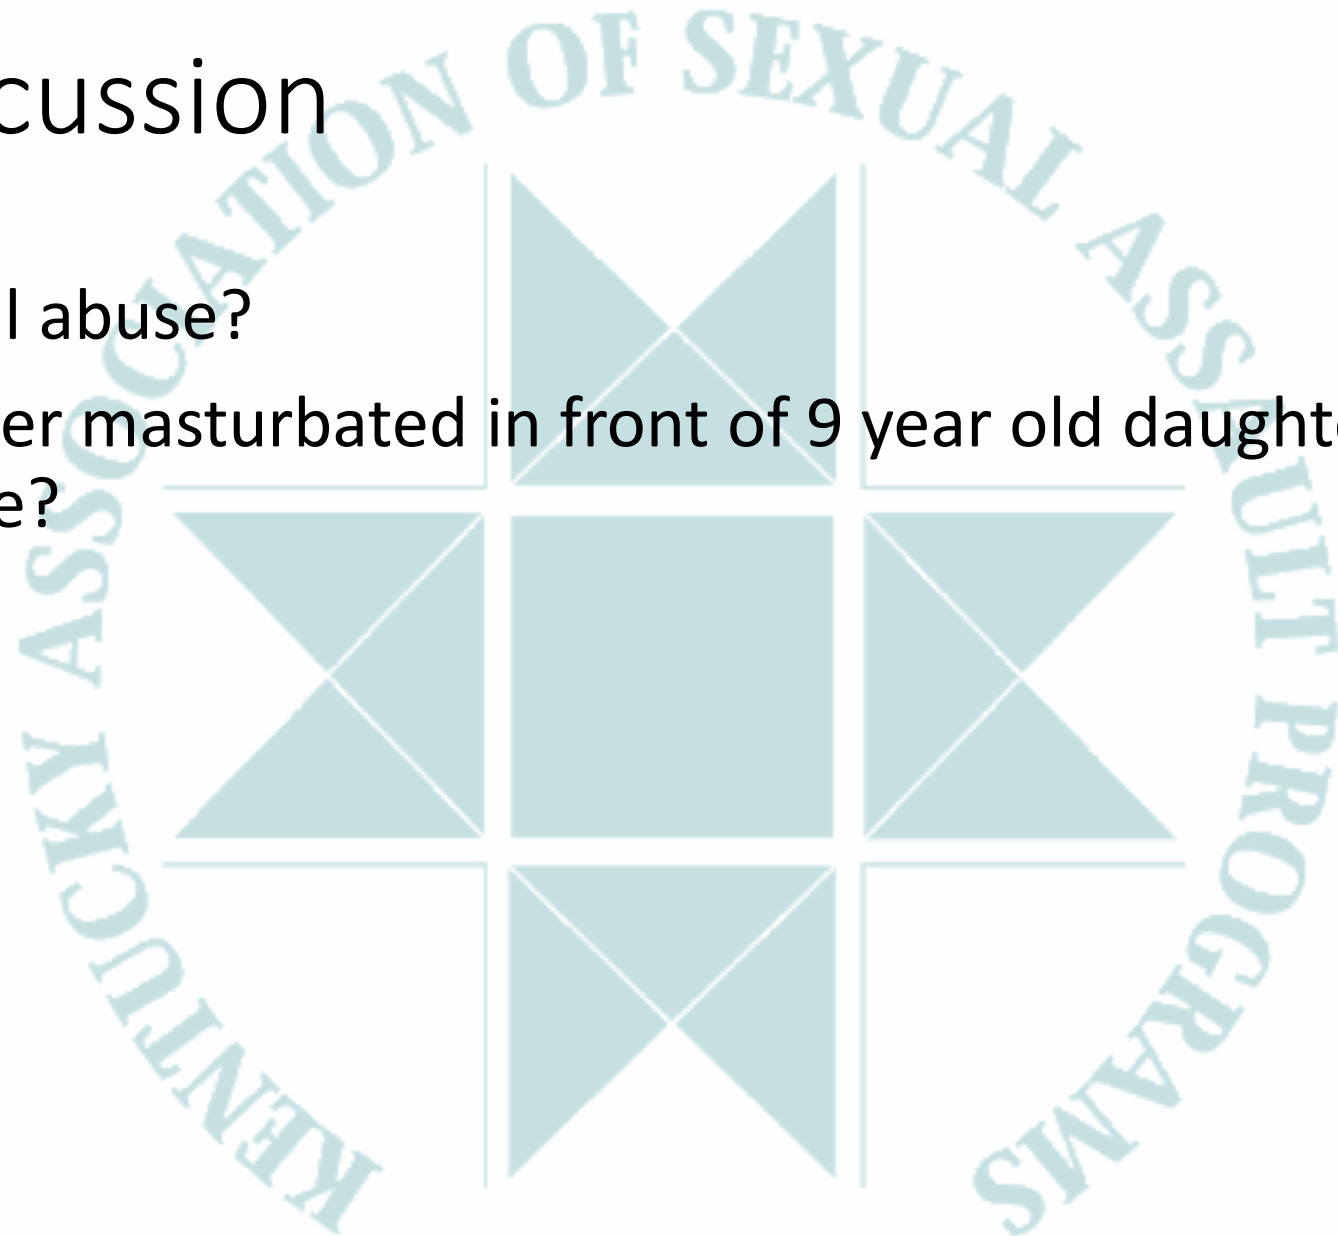 cussion
l abuse?
er masturbated in front of 9 year old daught
e?
KENTUCKY ASSOCIATION OF SEXUAL ASSAULT PROGRAMS